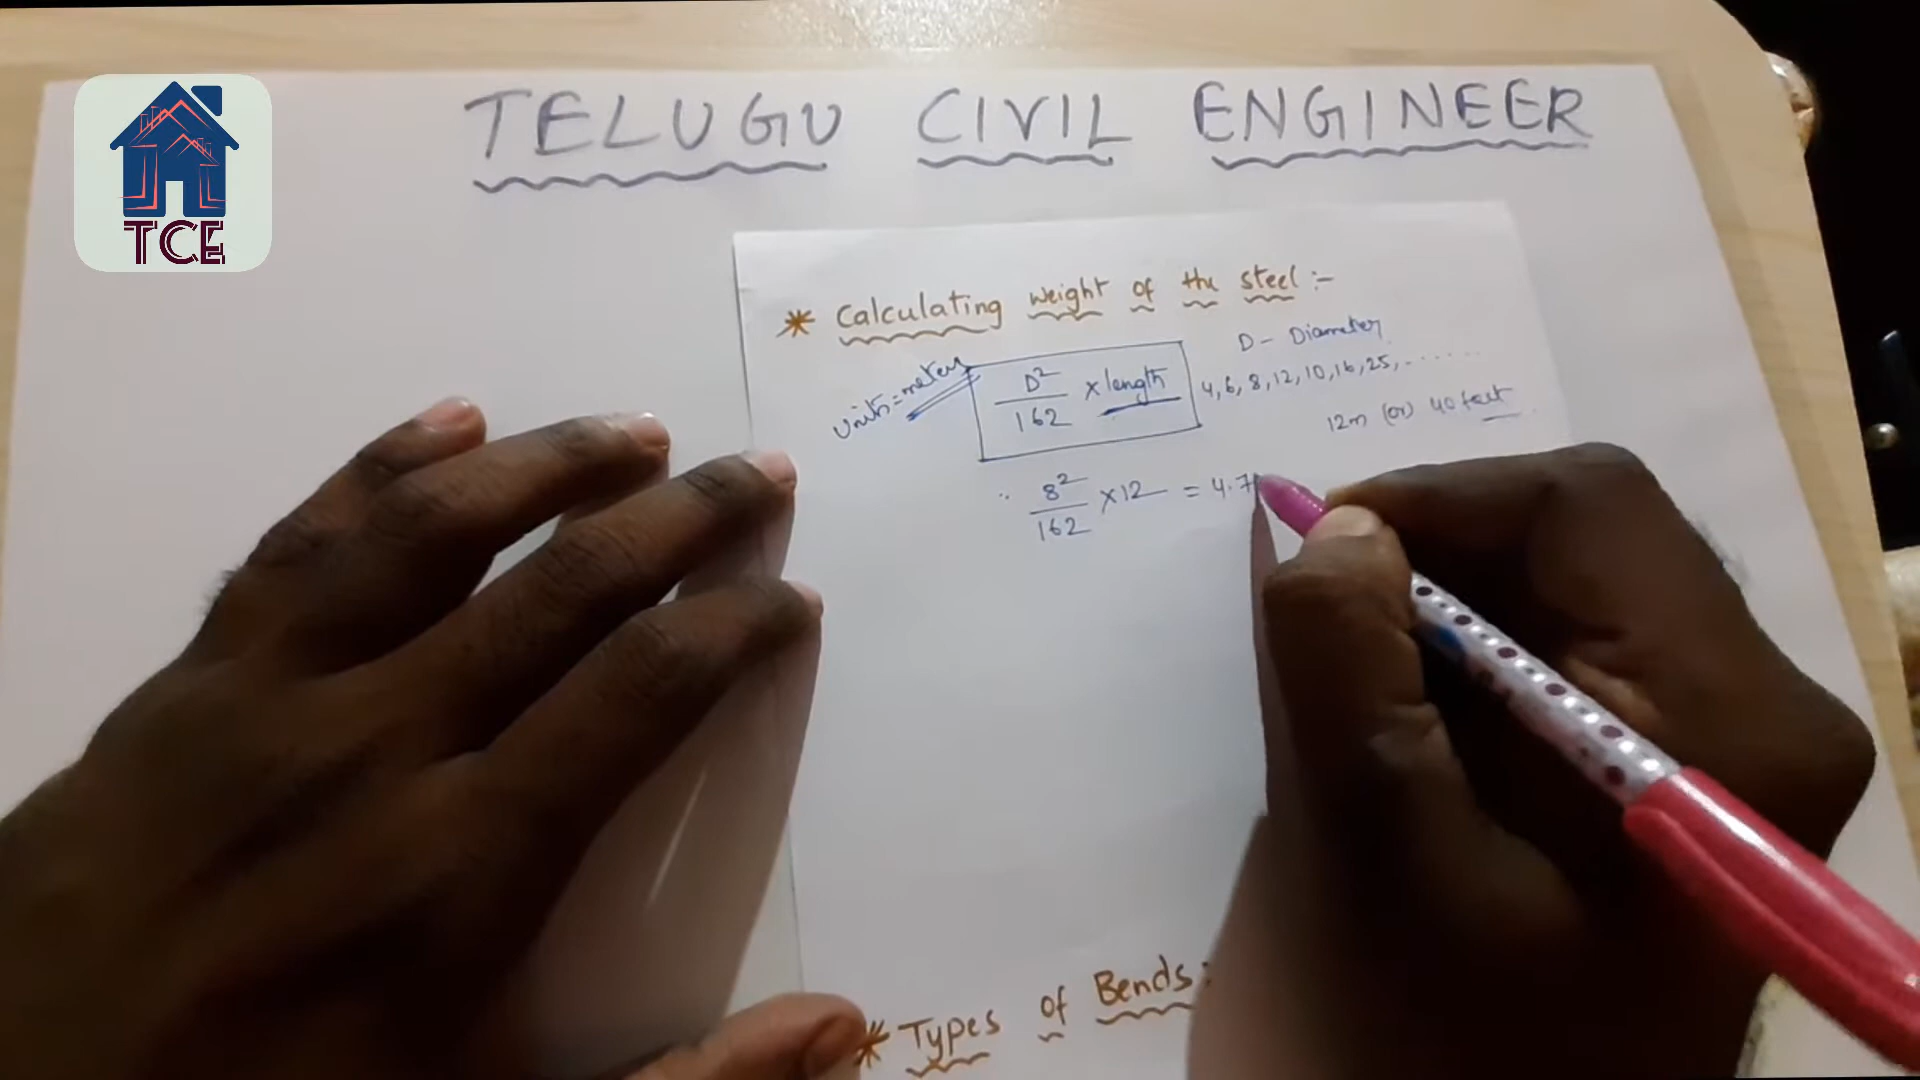 TELUGU CIVIL ENGINEER
TCE
* Calculating weight of the steel :-
units = meters
D²/162 × length
D - Diameter
4, 6, 8, 12, 10, 16, 25, ......
12m (or) 40 feet
∴ 8²/162 × 12 = 4.7
* Types of Bends :